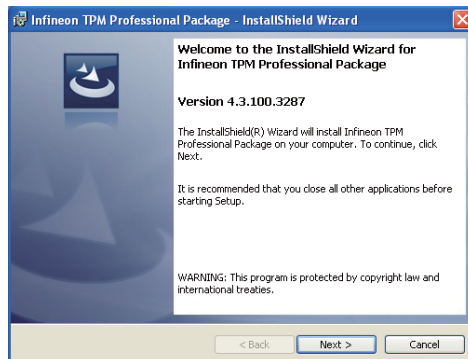 Infineon TPM Professional Package - InstallShield Wizard
Welcome to the InstallShield Wizard for
Infineon TPM Professional Package
Version 4.3.100.3287
The InstallShield(R) Wizard will install Infineon TPM
Professional Package on your computer. To continue, click
Next.
It is recommended that you close all other applications before
starting Setup.
WARNING: This program is protected by copyright law and
international treaties.
< Back Next > Cancel